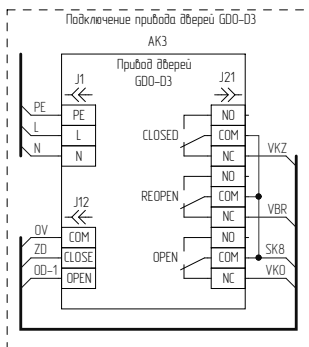 Подключение привода дверей GDO-D3
АК3
Привод дверей
GDO-D3
J1
J21
PE
PE
NO
L
L
CLOSED
COM
N
N
NC
VKZ
NO
REOPEN
COM
J12
NC
VBR
0V
COM
NO
ZD
CLOSE
OPEN
COM
SK8
OD-1
OPEN
NC
VKO